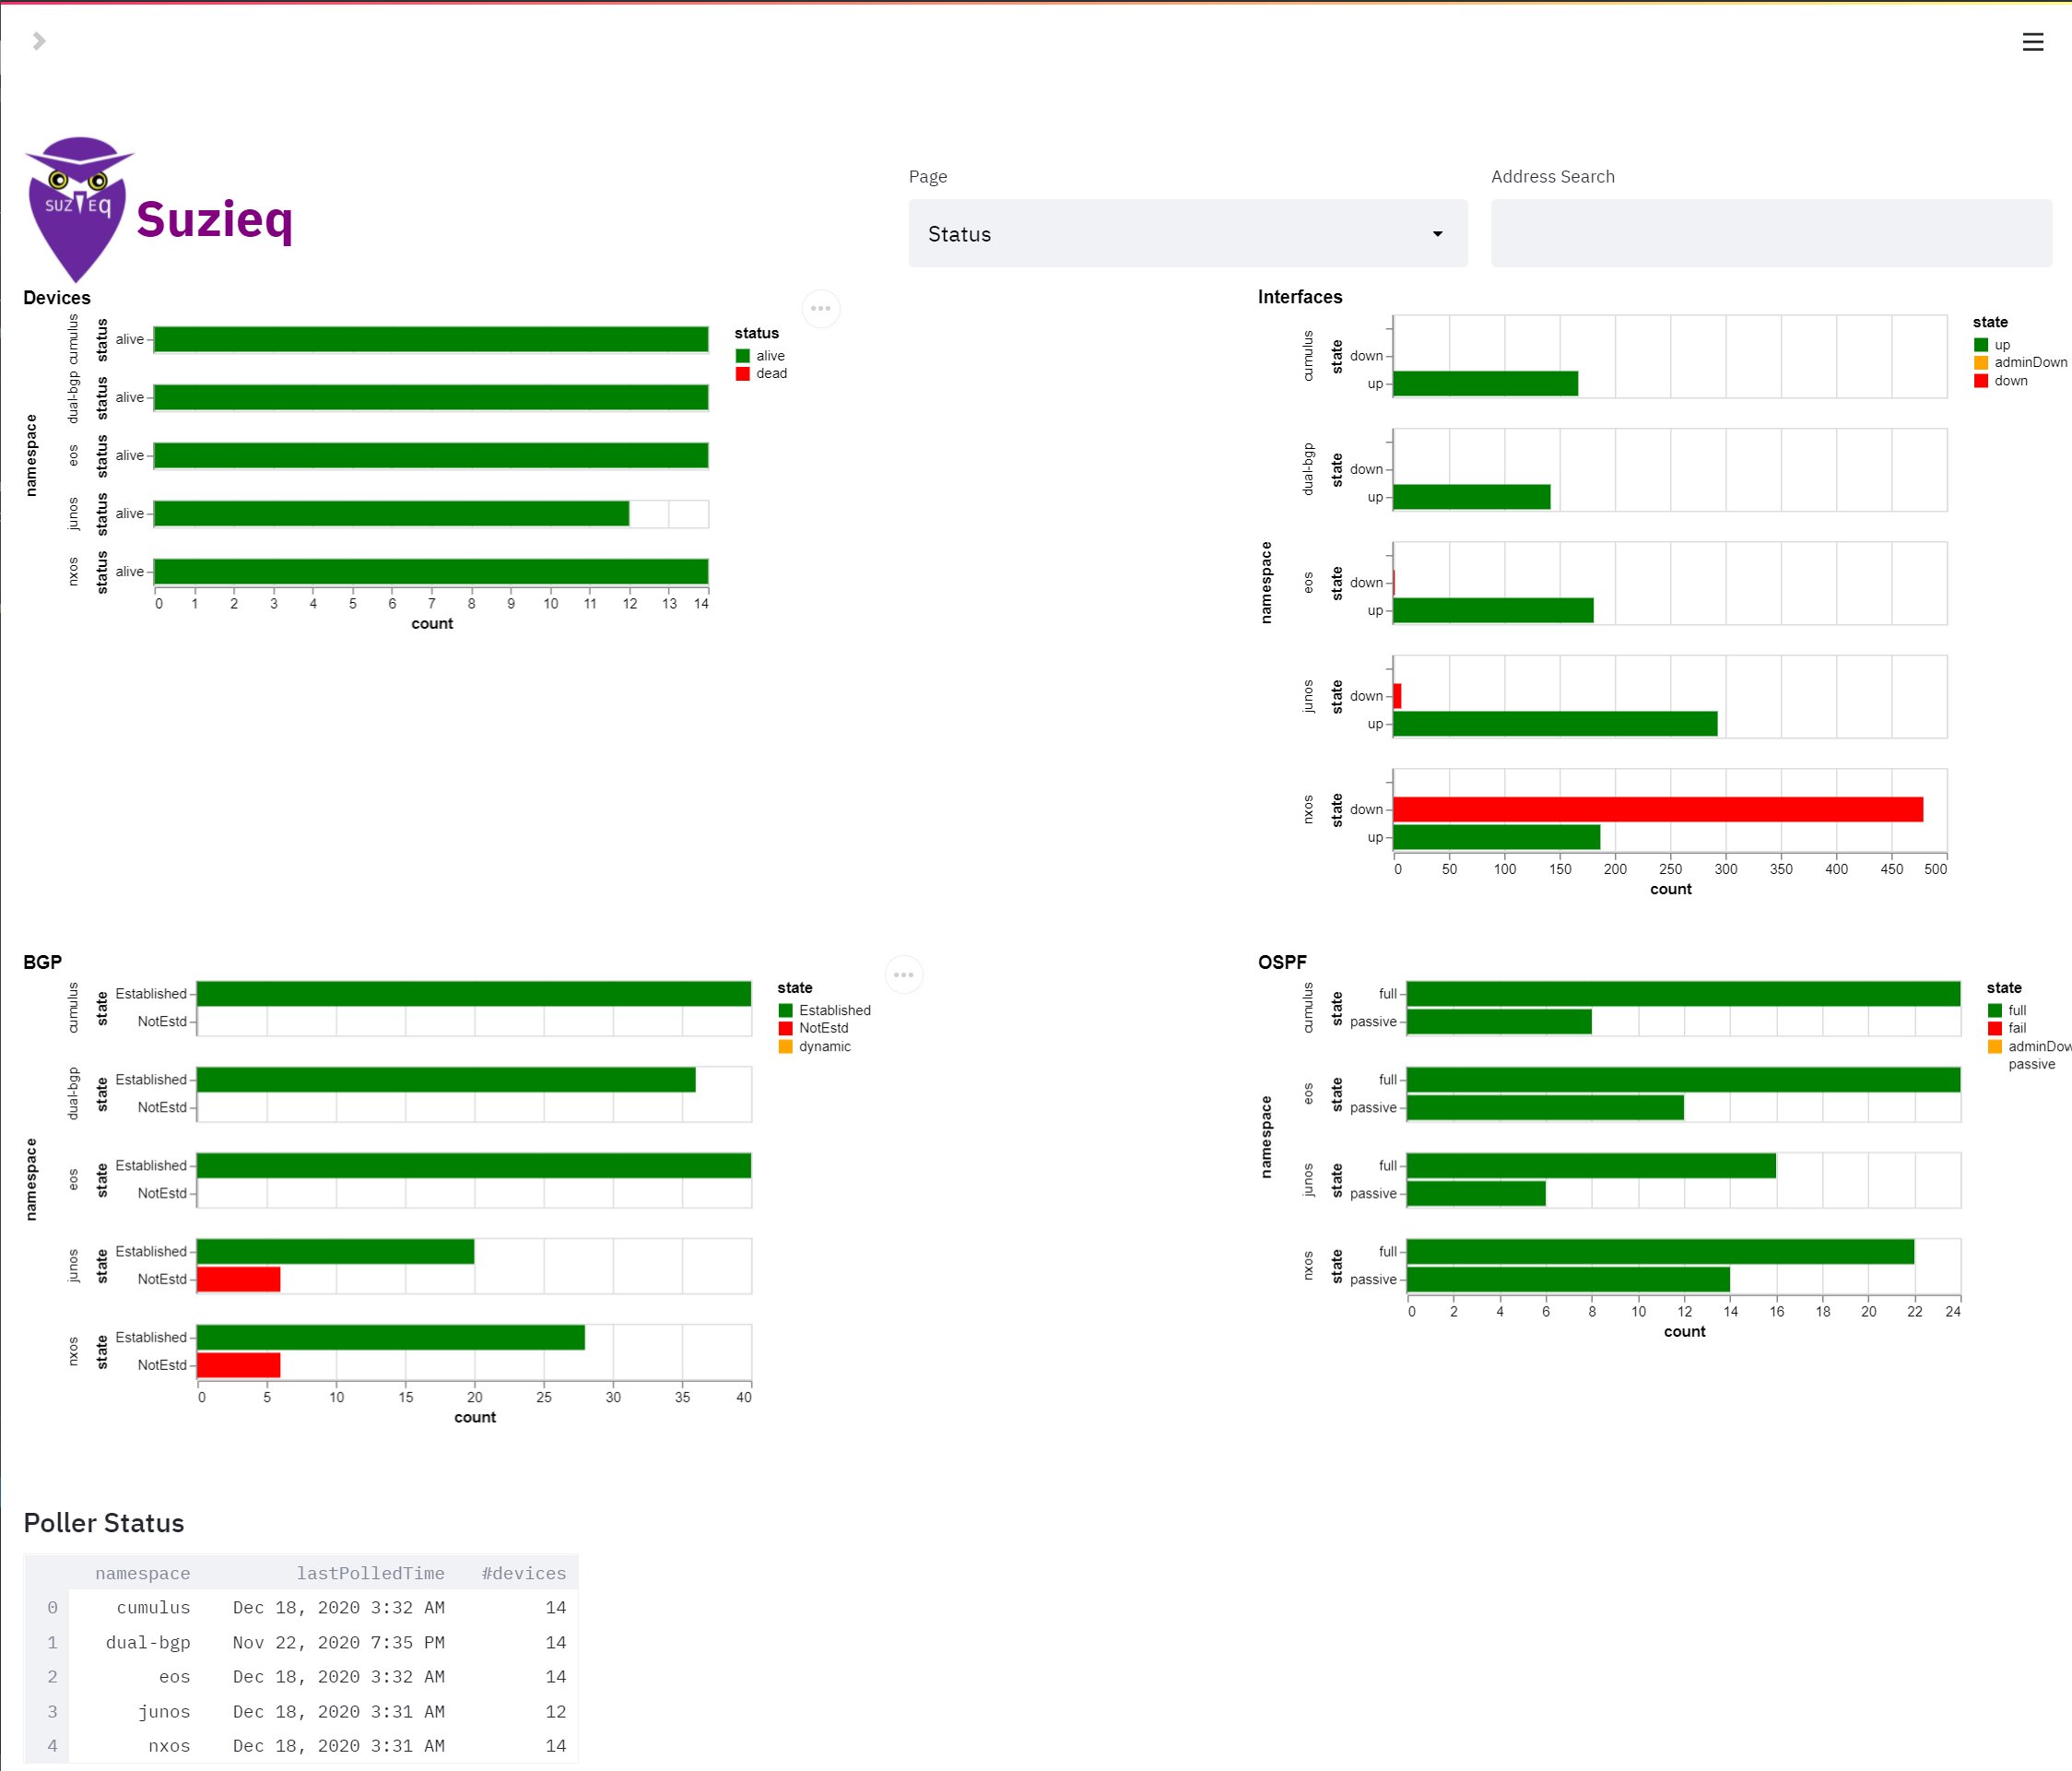 SUZIEQ
Suzieq
Page
Status
Address Search
Devices
namespace
cumulus
status
alive
dual-bgp
status
alive
eos
status
alive
junos
status
alive
nxos
status
alive
0 1 2 3 4 5 6 7 8 9 10 11 12 13 14
count
status
alive
dead
Interfaces
namespace
cumulus
state
down
up
dual-bgp
state
down
up
eos
state
down
up
junos
state
down
up
nxos
state
down
up
0 50 100 150 200 250 300 350 400 450 500
count
state
up
adminDown
down
BGP
namespace
cumulus
state
Established
NotEstd
dual-bgp
state
Established
NotEstd
eos
state
Established
NotEstd
junos
state
Established
NotEstd
nxos
state
Established
NotEstd
0 5 10 15 20 25 30 35 40
count
state
Established
NotEstd
dynamic
OSPF
namespace
cumulus
state
full
passive
eos
state
full
passive
junos
state
full
passive
nxos
state
full
passive
0 2 4 6 8 10 12 14 16 18 20 22 24
count
state
full
fail
adminDow
passive
Poller Status
namespace lastPolledTime #devices
0 cumulus Dec 18, 2020 3:32 AM 14
1 dual-bgp Nov 22, 2020 7:35 PM 14
2 eos Dec 18, 2020 3:32 AM 14
3 junos Dec 18, 2020 3:31 AM 12
4 nxos Dec 18, 2020 3:31 AM 14